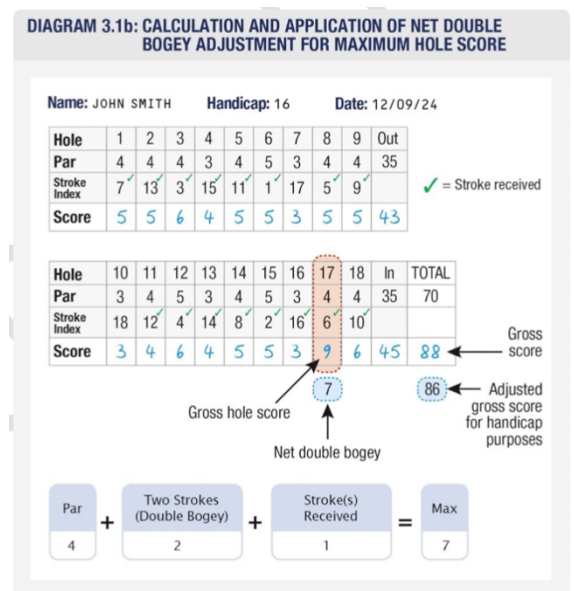 DIAGRAM 3.1b: CALCULATION AND APPLICATION OF NET DOUBLE
BOGEY ADJUSTMENT FOR MAXIMUM HOLE SCORE
Name: JOHN SMITH Handicap: 16 Date: 12/09/24
Hole 1 2 3 4 5 6 7 8 9 Out
Par 4 4 4 3 4 5 3 4 4 35
Stroke Index 7✓ 13✓ 3✓ 15✓ 11✓ 1✓ 17 5✓ 9✓
✓ = Stroke received
Score 5 5 6 4 5 5 3 5 5 43
Hole 10 11 12 13 14 15 16 17 18 In TOTAL
Par 3 4 5 3 4 5 3 4 4 35 70
Stroke Index 18 12✓ 4✓ 14✓ 8✓ 2✓ 16✓ 6✓ 10✓
Score 3 4 6 4 5 5 3 9 6 45 88
Gross
score
7 86
Adjusted
gross score
for handicap
purposes
Gross hole score
Net double bogey
Par + Two Strokes (Double Bogey) + Stroke(s) Received = Max
4 2 1 7